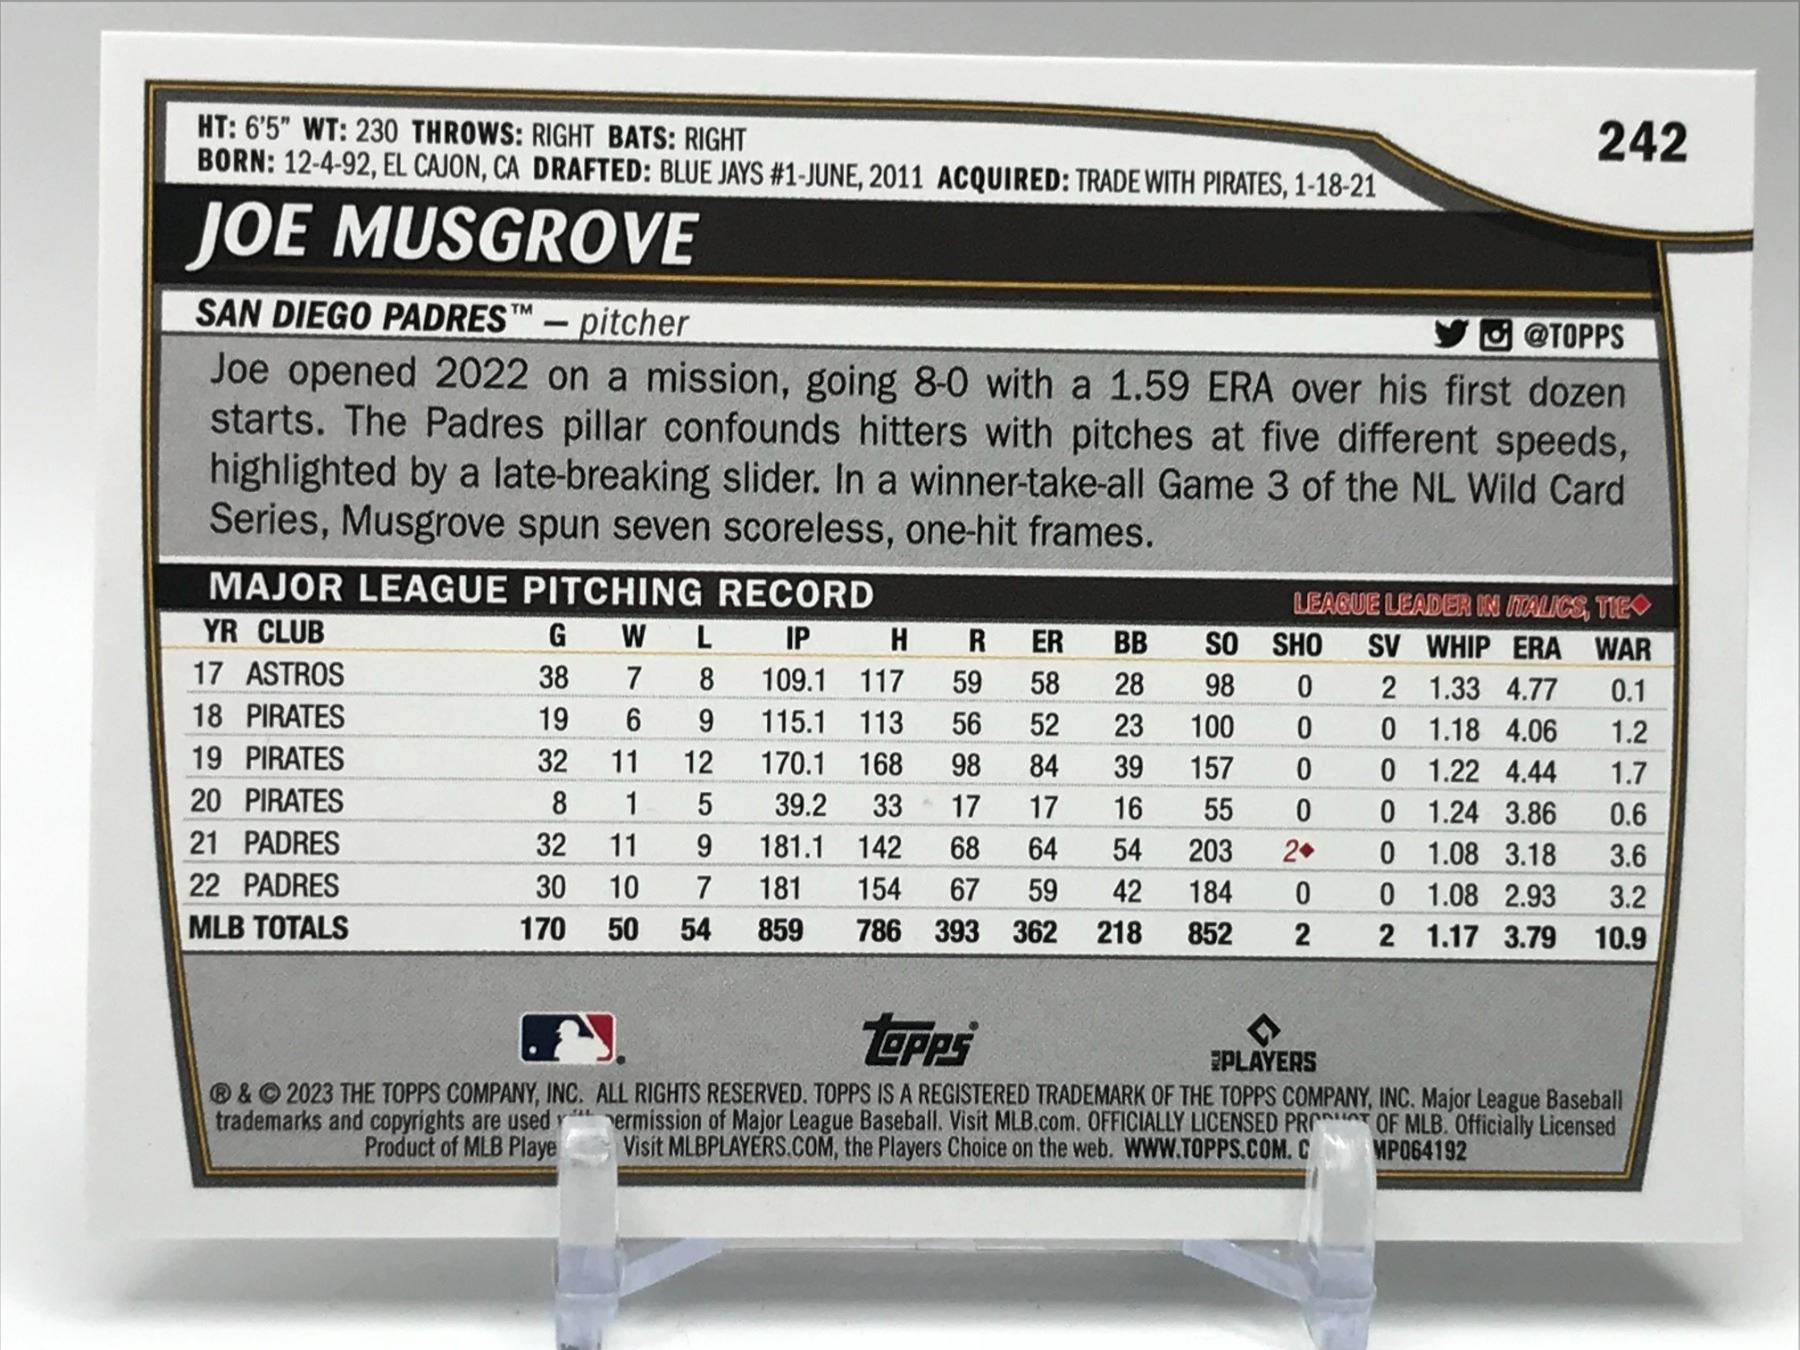 242
HT: 6'5" WT: 230 THROWS: RIGHT BATS: RIGHT
BORN: 12-4-92, EL CAJON, CA DRAFTED: BLUE JAYS #1-JUNE, 2011 ACQUIRED: TRADE WITH PIRATES, 1-18-21
JOE MUSGROVE
SAN DIEGO PADRES™ – pitcher @TOPPS
Joe opened 2022 on a mission, going 8-0 with a 1.59 ERA over his first dozen
starts. The Padres pillar confounds hitters with pitches at five different speeds,
highlighted by a late-breaking slider. In a winner-take-all Game 3 of the NL Wild Card
Series, Musgrove spun seven scoreless, one-hit frames.
MAJOR LEAGUE PITCHING RECORD LEAGUE LEADER IN ITALICS, TIE◆
YR CLUB G W L IP H R ER BB SO SHO SV WHIP ERA WAR
17 ASTROS 38 7 8 109.1 117 59 58 28 98 0 2 1.33 4.77 0.1
18 PIRATES 19 6 9 115.1 113 56 52 23 100 0 0 1.18 4.06 1.2
19 PIRATES 32 11 12 170.1 168 98 84 39 157 0 0 1.22 4.44 1.7
20 PIRATES 8 1 5 39.2 33 17 17 16 55 0 0 1.24 3.86 0.6
21 PADRES 32 11 9 181.1 142 68 64 54 203 2◆ 0 1.08 3.18 3.6
22 PADRES 30 10 7 181 154 67 59 42 184 0 0 1.08 2.93 3.2
MLB TOTALS 170 50 54 859 786 393 362 218 852 2 2 1.17 3.79 10.9
Topps®
PLAYERS
® & © 2023 THE TOPPS COMPANY, INC. ALL RIGHTS RESERVED. TOPPS IS A REGISTERED TRADEMARK OF THE TOPPS COMPANY, INC. Major League Baseball
trademarks and copyrights are used with permission of Major League Baseball. Visit MLB.com. OFFICIALLY LICENSED PRODUCT OF MLB. Officially Licensed
Product of MLB Visit MLBPLAYERS.COM, the Players Choice on the web. WWW.TOPPS.COM.